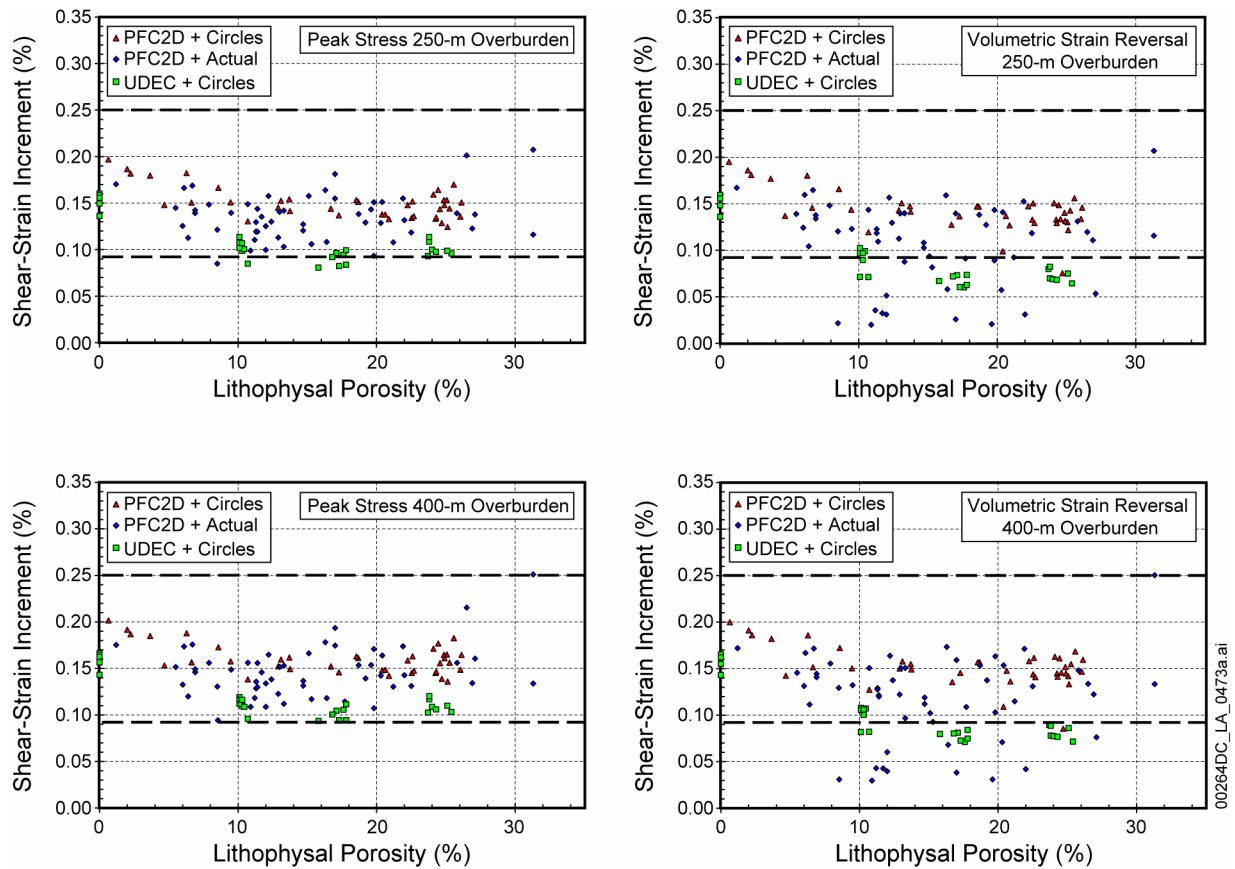 Shear-Strain Increment (%)
0.35
0.30
0.25
0.20
0.15
0.10
0.05
0.00
PFC2D + Circles
PFC2D + Actual
UDEC + Circles
Peak Stress 250-m Overburden
0 10 20 30
Lithophysal Porosity (%)
Shear-Strain Increment (%)
0.35
0.30
0.25
0.20
0.15
0.10
0.05
0.00
PFC2D + Circles
PFC2D + Actual
UDEC + Circles
Volumetric Strain Reversal
250-m Overburden
0 10 20 30
Lithophysal Porosity (%)
Shear-Strain Increment (%)
0.35
0.30
0.25
0.20
0.15
0.10
0.05
0.00
PFC2D + Circles
PFC2D + Actual
UDEC + Circles
Peak Stress 400-m Overburden
0 10 20 30
Lithophysal Porosity (%)
Shear-Strain Increment (%)
0.35
0.30
0.25
0.20
0.15
0.10
0.05
0.00
PFC2D + Circles
PFC2D + Actual
UDEC + Circles
Volumetric Strain Reversal
400-m Overburden
0 10 20 30
Lithophysal Porosity (%)
00264DC_LA_0473a.ai